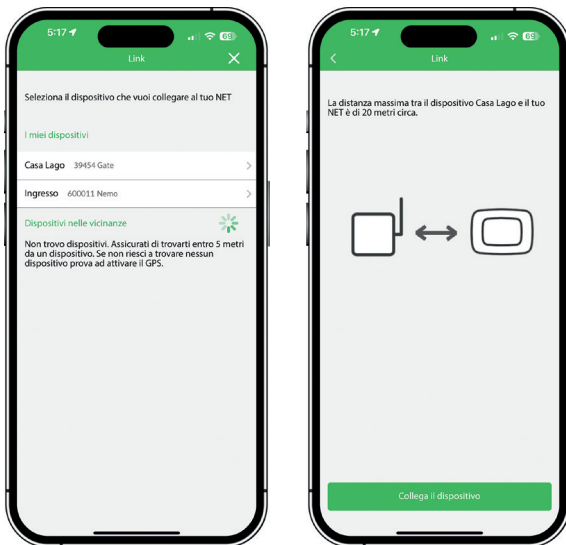 5:17
69
Link
Seleziona il dispositivo che vuoi collegare al tuo NET
I miei dispositivi
Casa Lago 39454 Gate
Ingresso 600011 Nemo
Dispositivi nelle vicinanze
Non trovo dispositivi. Assicurati di trovarti entro 5 metri
da un dispositivo. Se non riesci a trovare nessun
dispositivo prova ad attivare il GPS.
5:17
69
Link
La distanza massima tra il dispositivo Casa Lago e il tuo
NET è di 20 metri circa.
Collega il dispositivo